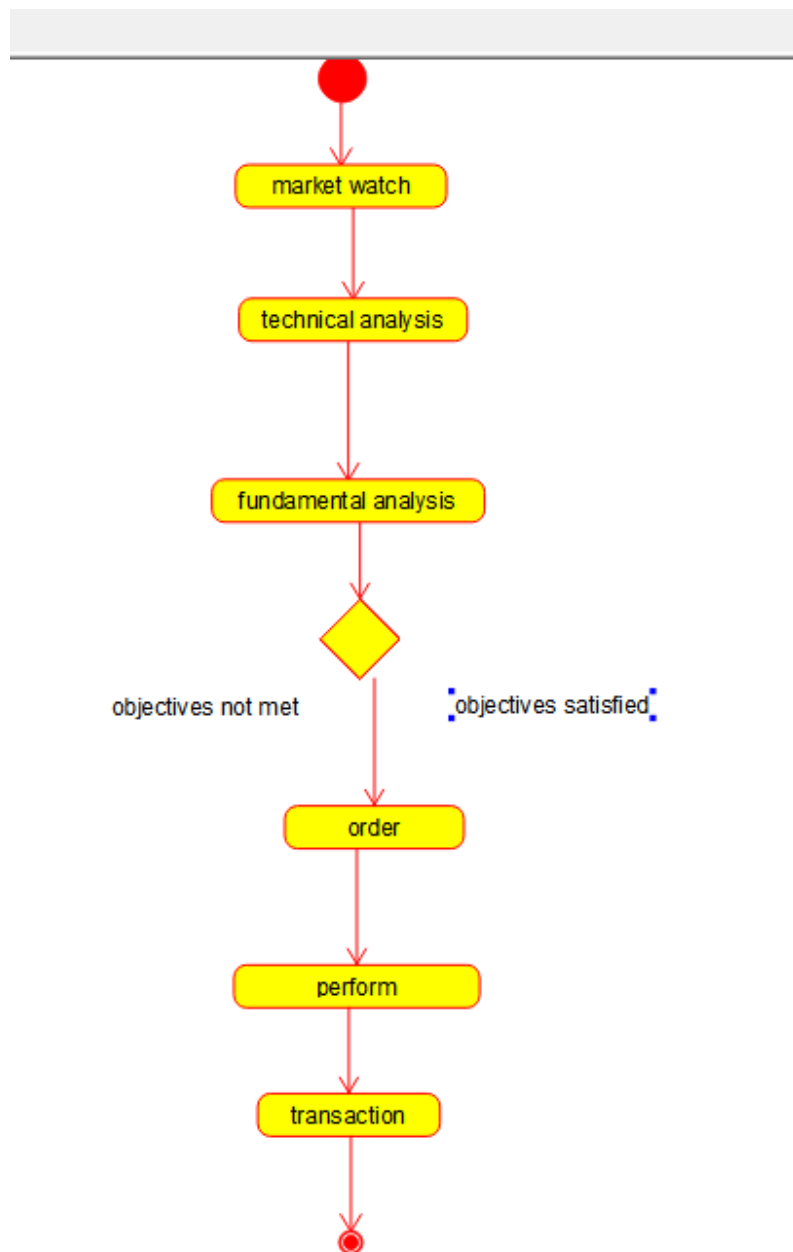 market watch
technical analysis
fundamental analysis
objectives not met
objectives satisfied
order
perform
transaction